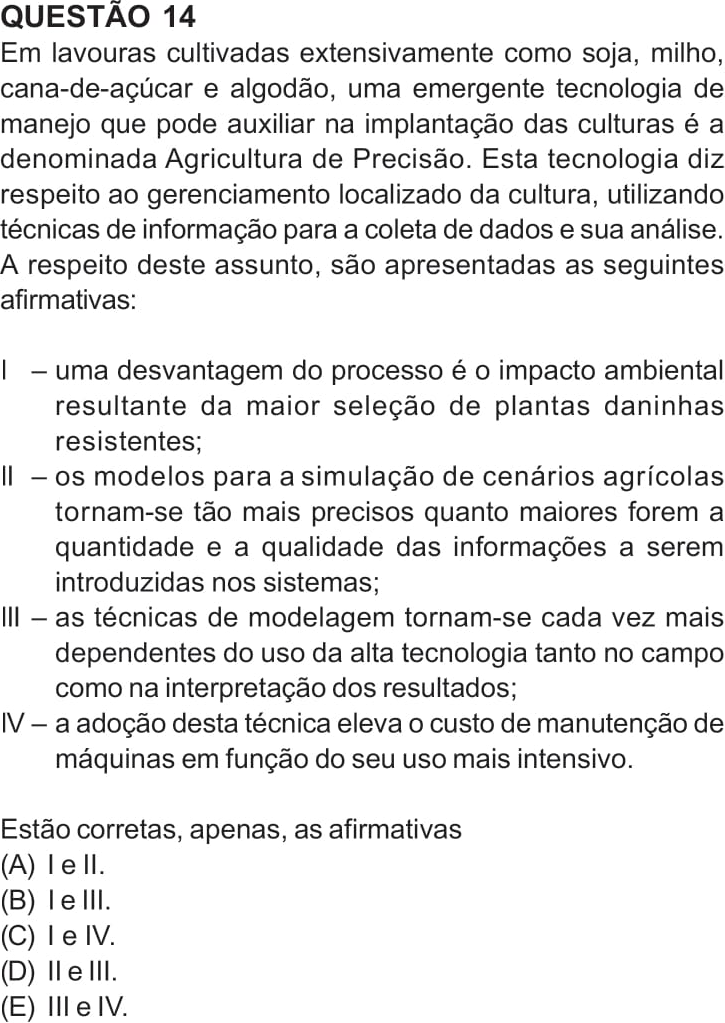 QUESTÃO 14
Em lavouras cultivadas extensivamente como soja, milho,
cana-de-açúcar e algodão, uma emergente tecnologia de
manejo que pode auxiliar na implantação das culturas é a
denominada Agricultura de Precisão. Esta tecnologia diz
respeito ao gerenciamento localizado da cultura, utilizando
técnicas de informação para a coleta de dados e sua análise.
A respeito deste assunto, são apresentadas as seguintes
afirmativas:
I – uma desvantagem do processo é o impacto ambiental
resultante da maior seleção de plantas daninhas
resistentes;
II – os modelos para a simulação de cenários agrícolas
tornam-se tão mais precisos quanto maiores forem a
quantidade e a qualidade das informações a serem
introduzidas nos sistemas;
III – as técnicas de modelagem tornam-se cada vez mais
dependentes do uso da alta tecnologia tanto no campo
como na interpretação dos resultados;
IV – a adoção desta técnica eleva o custo de manutenção de
máquinas em função do seu uso mais intensivo.
Estão corretas, apenas, as afirmativas
(A) I e II.
(B) I e III.
(C) I e IV.
(D) II e III.
(E) III e IV.